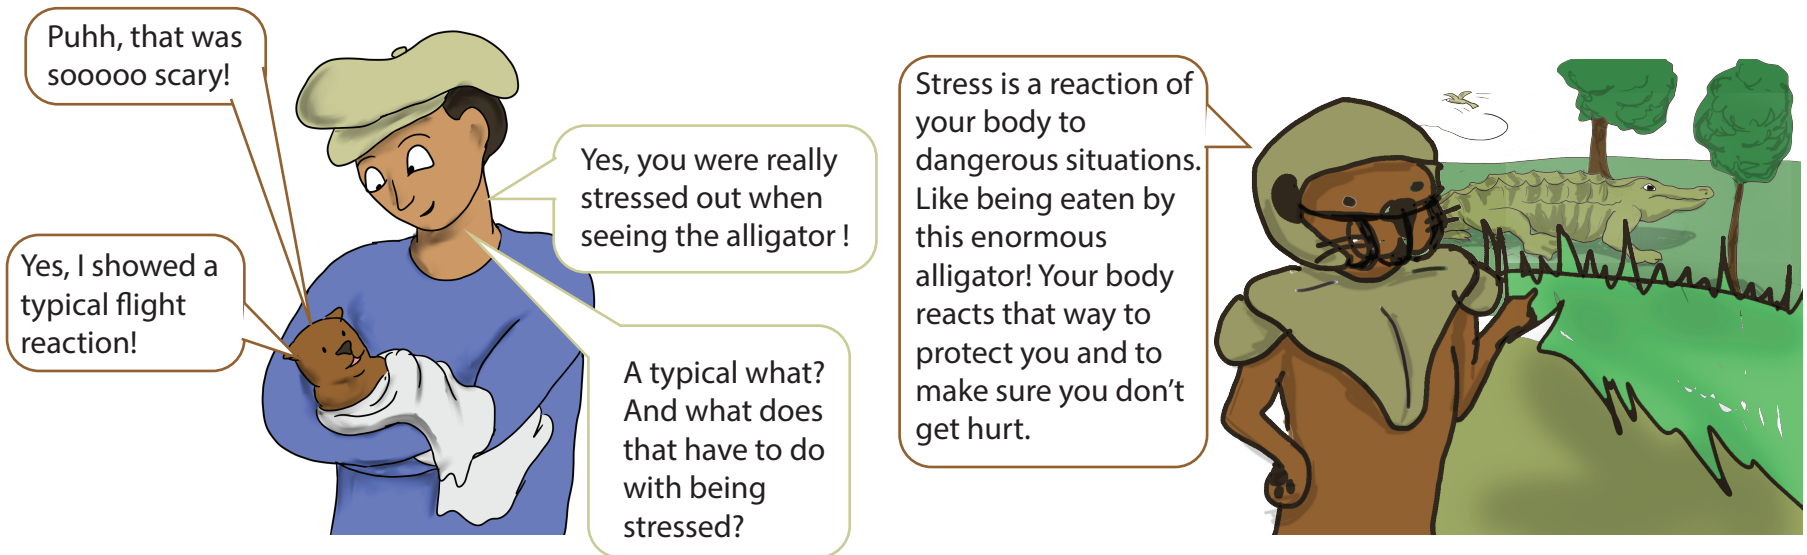 Puhh, that was
sooooo scary!
Yes, you were really
stressed out when
seeing the alligator !
Yes, I showed a
typical flight
reaction!
A typical what?
And what does
that have to do
with being
stressed?
Stress is a reaction of
your body to
dangerous situations.
Like being eaten by
this enormous
alligator! Your body
reacts that way to
protect you and to
make sure you don't
get hurt.